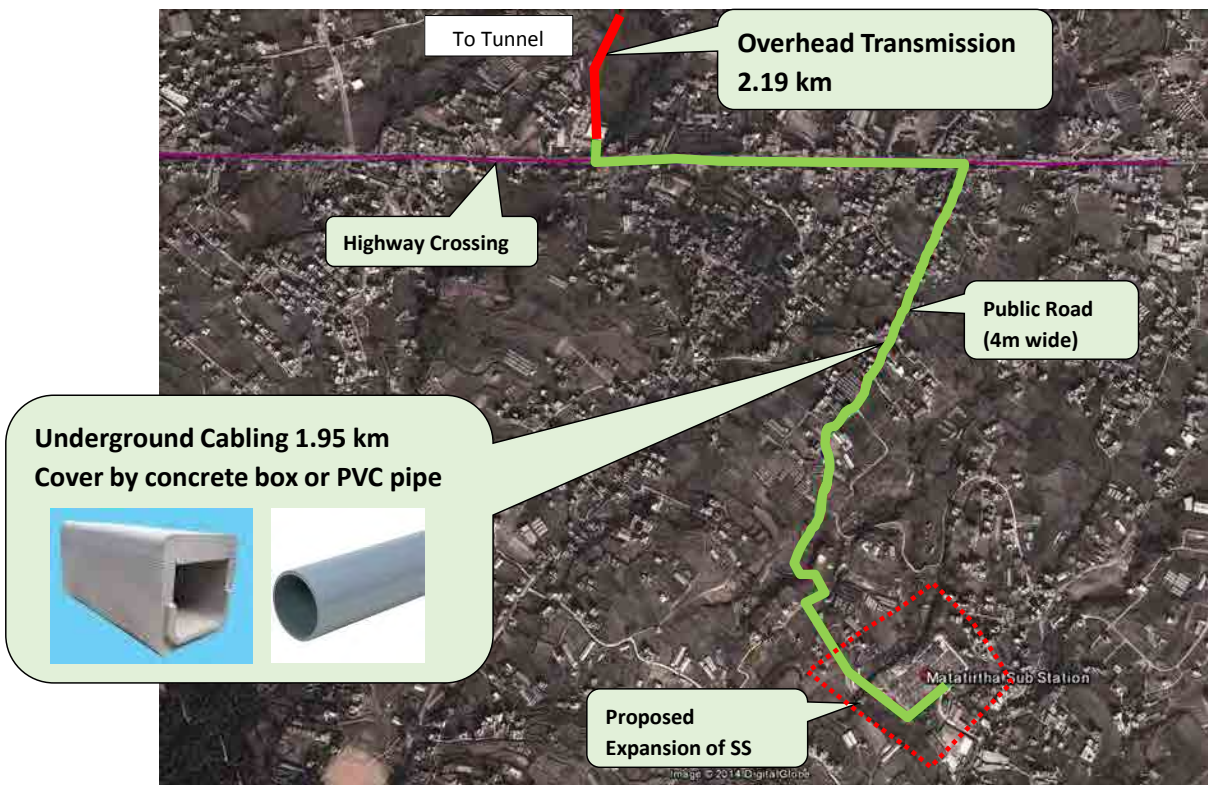 To Tunnel
Overhead Transmission
2.19 km
Highway Crossing
Public Road
(4m wide)
Underground Cabling 1.95 km
Cover by concrete box or PVC pipe
Matatirtha Sub Station
Proposed
Expansion of SS
Image © 2014 DigitalGlobe